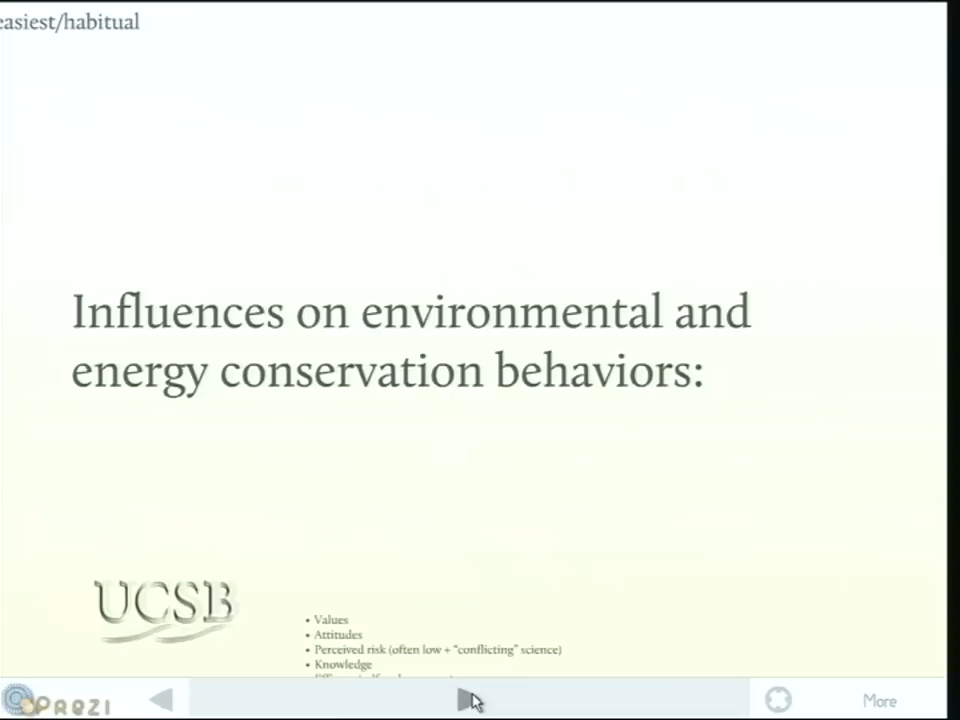 easiest/habitual
Influences on environmental and
energy conservation behaviors:
UCSB
• Values
• Attitudes
• Perceived risk (often low + “conflicting” science)
• Knowledge
PREZI
More